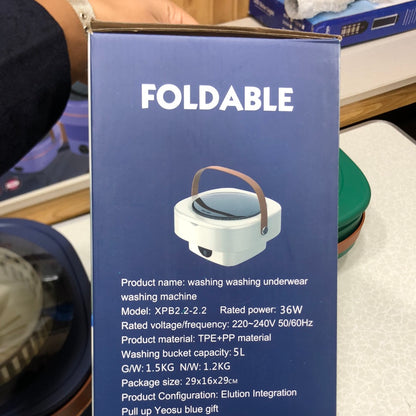 FOLDABLE
Product name: washing washing underwear
washing machine
Model: XPB2.2-2.2 Rated power: 36W
Rated voltage/frequency: 220~240V 50/60Hz
Product material: TPE+PP material
Washing bucket capacity: 5L
G/W: 1.5KG N/W: 1.2KG
Package size: 29x16x29CM
Product Configuration: Elution Integration
Pull up Yeosu blue gift